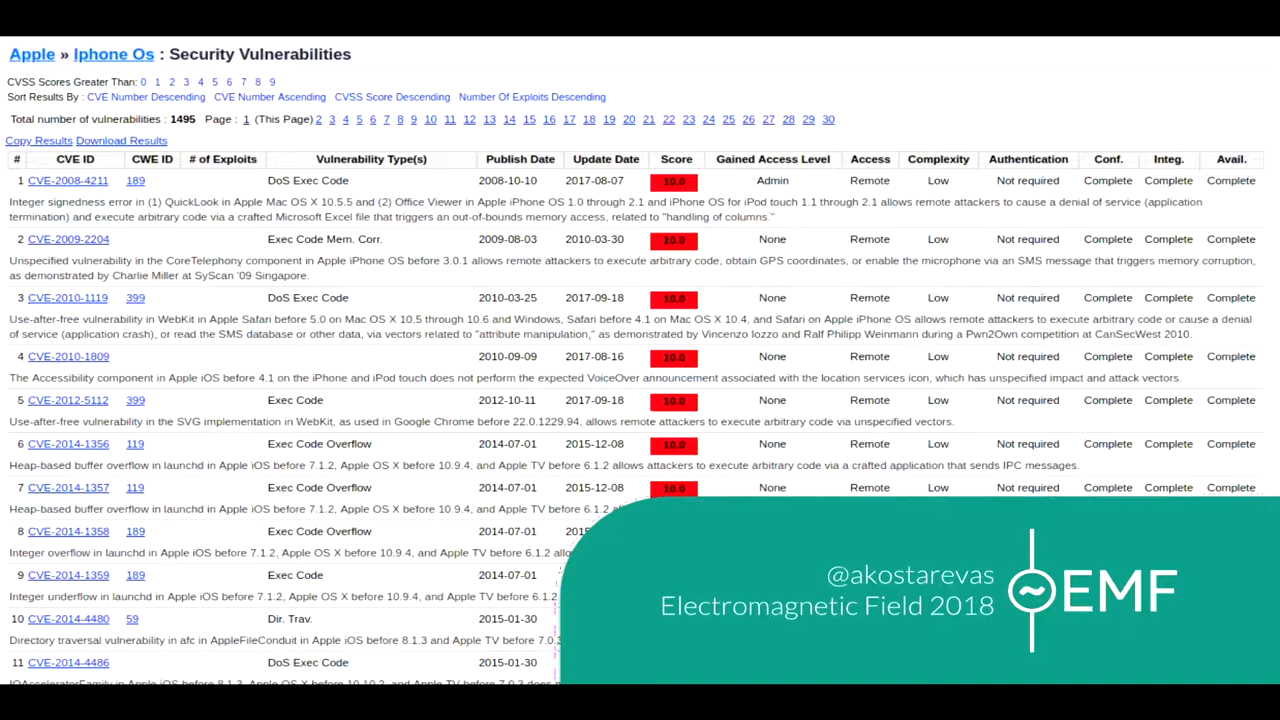 Apple » Iphone Os : Security Vulnerabilities
CVSS Scores Greater Than: 0 1 2 3 4 5 6 7 8 9
Sort Results By : CVE Number Descending CVE Number Ascending CVSS Score Descending Number Of Exploits Descending
Total number of vulnerabilities : 1495 Page : 1 (This Page) 2 3 4 5 6 7 8 9 10 11 12 13 14 15 16 17 18 19 20 21 22 23 24 25 26 27 28 29 30
Copy Results Download Results
# CVE ID CWE ID # of Exploits Vulnerability Type(s) Publish Date Update Date Score Gained Access Level Access Complexity Authentication Conf. Integ. Avail.
1 CVE-2008-4211 189 DoS Exec Code 2008-10-10 2017-08-07 10.0 Admin Remote Low Not required Complete Complete Complete
Integer signedness error in (1) QuickLook in Apple Mac OS X 10.5.5 and (2) Office Viewer in Apple iPhone OS 1.0 through 2.1 and iPhone OS for iPod touch 1.1 through 2.1 allows remote attackers to cause a denial of service (application
termination) and execute arbitrary code via a crafted Microsoft Excel file that triggers an out-of-bounds memory access, related to "handling of columns."
2 CVE-2009-2204 Exec Code Mem. Corr. 2009-08-03 2010-03-30 10.0 None Remote Low Not required Complete Complete Complete
Unspecified vulnerability in the CoreTelephony component in Apple iPhone OS before 3.0.1 allows remote attackers to execute arbitrary code, obtain GPS coordinates, or enable the microphone via an SMS message that triggers memory corruption,
as demonstrated by Charlie Miller at SyScan '09 Singapore.
3 CVE-2010-1119 399 DoS Exec Code 2010-03-25 2017-09-18 10.0 None Remote Low Not required Complete Complete Complete
Use-after-free vulnerability in WebKit in Apple Safari before 5.0 on Mac OS X 10.5 through 10.6 and Windows, Safari before 4.1 on Mac OS X 10.4, and Safari on Apple iPhone OS allows remote attackers to execute arbitrary code or cause a denial
of service (application crash), or read the SMS database or other data, via vectors related to "attribute manipulation," as demonstrated by Vincenzo Iozzo and Ralf Philipp Weinmann during a Pwn2Own competition at CanSecWest 2010.
4 CVE-2010-1809 2010-09-09 2017-08-16 10.0 None Remote Low Not required Complete Complete Complete
The Accessibility component in Apple iOS before 4.1 on the iPhone and iPod touch does not perform the expected VoiceOver announcement associated with the location services icon, which has unspecified impact and attack vectors.
5 CVE-2012-5112 399 Exec Code 2012-10-11 2017-09-18 10.0 None Remote Low Not required Complete Complete Complete
Use-after-free vulnerability in the SVG implementation in WebKit, as used in Google Chrome before 22.0.1229.94, allows remote attackers to execute arbitrary code via unspecified vectors.
6 CVE-2014-1356 119 Exec Code Overflow 2014-07-01 2015-12-08 10.0 None Remote Low Not required Complete Complete Complete
Heap-based buffer overflow in launchd in Apple iOS before 7.1.2, Apple OS X before 10.9.4, and Apple TV before 6.1.2 allows attackers to execute arbitrary code via a crafted application that sends IPC messages.
7 CVE-2014-1357 119 Exec Code Overflow 2014-07-01 2015-12-08 10.0 None Remote Low Not required Complete Complete Complete
Heap-based buffer overflow in launchd in Apple iOS before 7.1.2, Apple OS X before 10.9.4, and Apple TV before 6.1.2
8 CVE-2014-1358 189 Exec Code Overflow 2014-07-01
Integer overflow in launchd in Apple iOS before 7.1.2, Apple OS X before 10.9.4, and Apple TV before 6.1.2
9 CVE-2014-1359 189 Exec Code 2014-07-01
Integer underflow in launchd in Apple iOS before 7.1.2, Apple OS X before 10.9.4, and Apple TV before 6.1.2
10 CVE-2014-4480 59 Dir. Trav. 2015-01-30
Directory traversal vulnerability in afc in AppleFileConduit in Apple iOS before 8.1.3 and Apple TV before 7.0.3
11 CVE-2014-4486 DoS Exec Code 2015-01-30
IOAcceleratorFamily in Apple iOS before 8.1.3, Apple OS X before 10.10.2, and Apple TV before 7.0.3 does
@akostarevas
Electromagnetic Field 2018
EMF